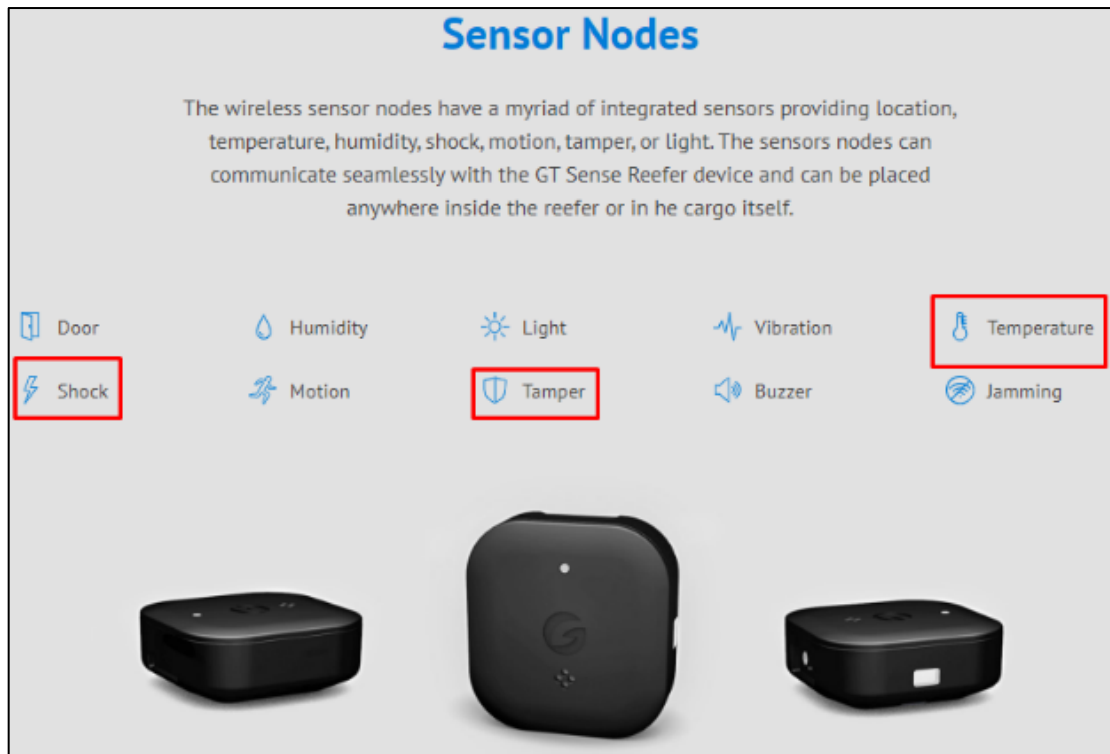 Sensor Nodes
The wireless sensor nodes have a myriad of integrated sensors providing location,
temperature, humidity, shock, motion, tamper, or light. The sensors nodes can
communicate seamlessly with the GT Sense Reefer device and can be placed
anywhere inside the reefer or in he cargo itself.
Door Humidity Light Vibration Temperature
Shock Motion Tamper Buzzer Jamming